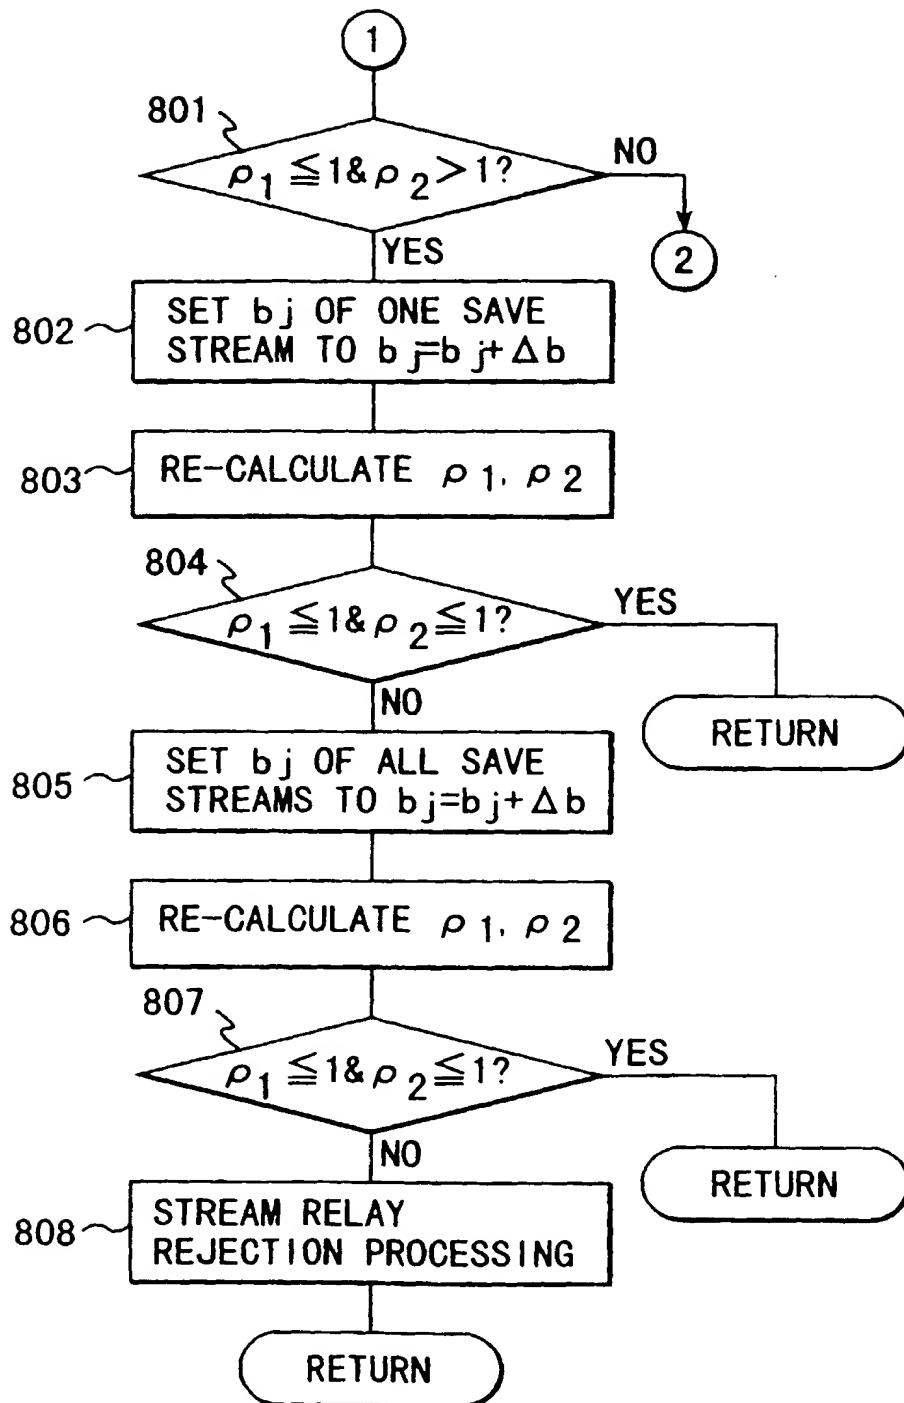 1
801
ρ1 ≦ 1 & ρ2 > 1?
NO
2
YES
802
SET bj OF ONE SAVE
STREAM TO bj=bj+Δb
803
RE-CALCULATE ρ1, ρ2
804
ρ1 ≦ 1 & ρ2 ≦ 1?
YES
RETURN
NO
805
SET bj OF ALL SAVE
STREAMS TO bj=bj+Δb
806
RE-CALCULATE ρ1, ρ2
807
ρ1 ≦ 1 & ρ2 ≦ 1?
YES
RETURN
NO
808
STREAM RELAY
REJECTION PROCESSING
RETURN